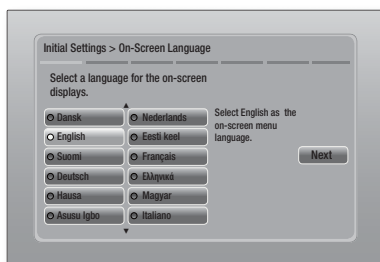 Initial Settings > On-Screen Language
Select a language for the on-screen
displays.
Dansk
Nederlands
English
Eesti keel
Suomi
Français
Deutsch
Ελληνικά
Hausa
Magyar
Asusu Igbo
Italiano
Select English as the
on-screen menu
language.
Next